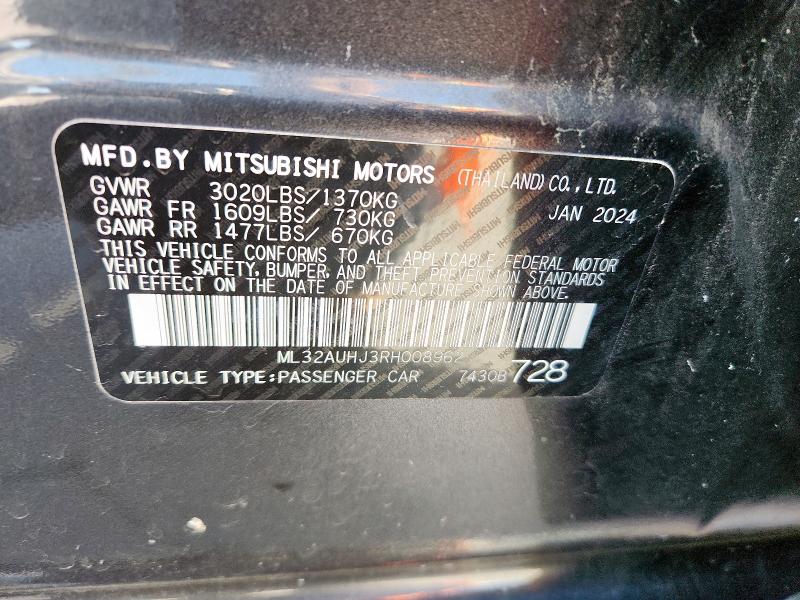 MFD.BY MITSUBISHI MOTORS (THAILAND) CO., LTD.
GVWR 3020LBS/1370KG JAN 2024
GAWR FR 1609LBS/ 730KG
GAWR RR 1477LBS/ 670KG
THIS VEHICLE CONFORMS TO ALL APPLICABLE FEDERAL MOTOR
VEHICLE SAFETY, BUMPER, AND THEFT PREVENTION STANDARDS
IN EFFECT ON THE DATE OF MANUFACTURE SHOWN ABOVE.
ML32AUHJ3RH008962
VEHICLE TYPE:PASSENGER CAR 7430B 728